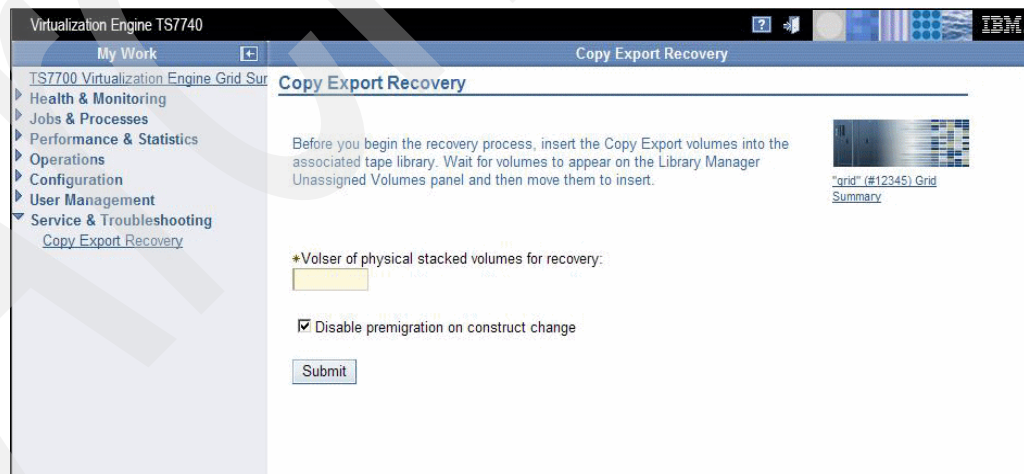 Virtualization Engine TS7740
?
IBM
My Work
Copy Export Recovery
TS7700 Virtualization Engine Grid Sur
Health & Monitoring
Jobs & Processes
Performance & Statistics
Operations
Configuration
User Management
Service & Troubleshooting
Copy Export Recovery
Copy Export Recovery
Before you begin the recovery process, insert the Copy Export volumes into the
associated tape library. Wait for volumes to appear on the Library Manager
Unassigned Volumes panel and then move them to insert.
"grid" (#12345) Grid
Summary
*Volser of physical stacked volumes for recovery:
Disable premigration on construct change
Submit